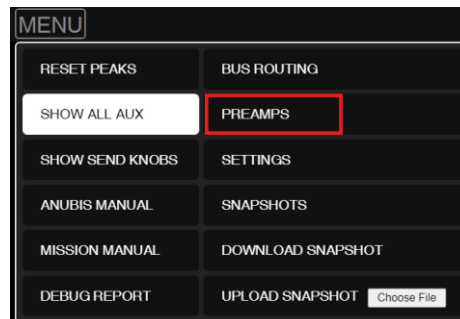 MENU
RESET PEAKS
BUS ROUTING
SHOW ALL AUX
PREAMPS
SHOW SEND KNOBS
SETTINGS
ANUBIS MANUAL
SNAPSHOTS
MISSION MANUAL
DOWNLOAD SNAPSHOT
DEBUG REPORT
UPLOAD SNAPSHOT Choose File